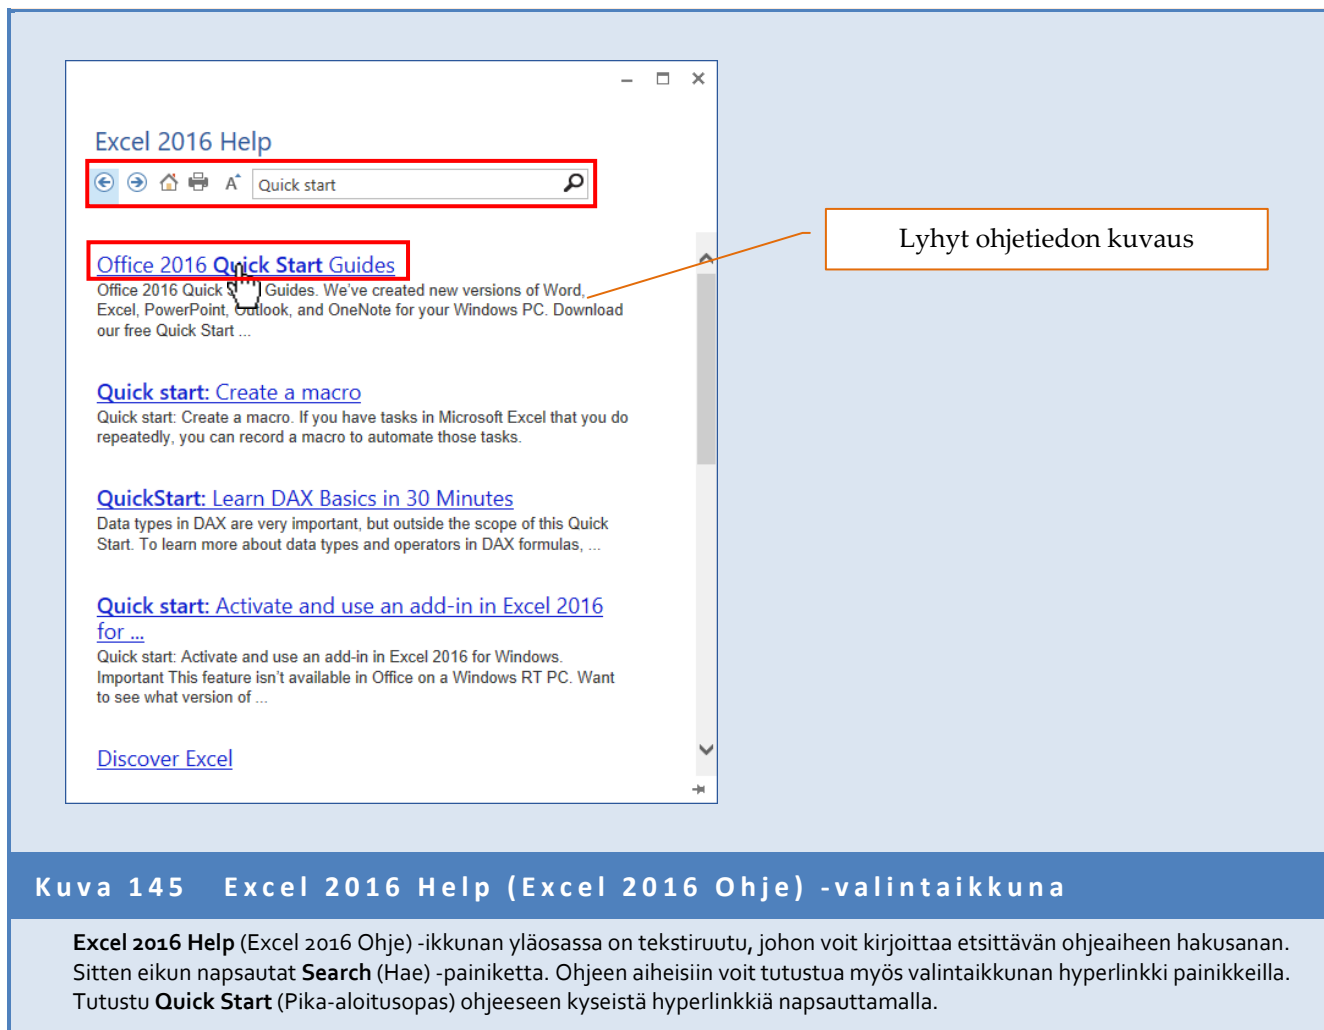 Excel 2016 Help
Quick start
Office 2016 Quick Start Guides
Office 2016 Quick S Guides. We've created new versions of Word,
Excel, PowerPoint, Outlook, and OneNote for your Windows PC. Download
our free Quick Start ...
Quick start: Create a macro
Quick start: Create a macro. If you have tasks in Microsoft Excel that you do
repeatedly, you can record a macro to automate those tasks.
QuickStart: Learn DAX Basics in 30 Minutes
Data types in DAX are very important, but outside the scope of this Quick
Start. To learn more about data types and operators in DAX formulas, ...
Quick start: Activate and use an add-in in Excel 2016
for ...
Quick start: Activate and use an add-in in Excel 2016 for Windows.
Important This feature isn't available in Office on a Windows RT PC. Want
to see what version of ...
Discover Excel
Lyhyt ohjetiedon kuvaus
Kuva 145 Excel 2016 Help (Excel 2016 Ohje) -valintaikkuna
Excel 2016 Help (Excel 2016 Ohje) -ikkunan yläosassa on tekstiruutu, johon voit kirjoittaa etsittävän ohjeaiheen hakusanan.
Sitten eikun napsautat Search (Hae) -painiketta. Ohjeen aiheisiin voit tutustua myös valintaikkunan hyperlinkki painikkeilla.
Tutustu Quick Start (Pika-aloitusopas) ohjeeseen kyseistä hyperlinkkiä napsauttamalla.